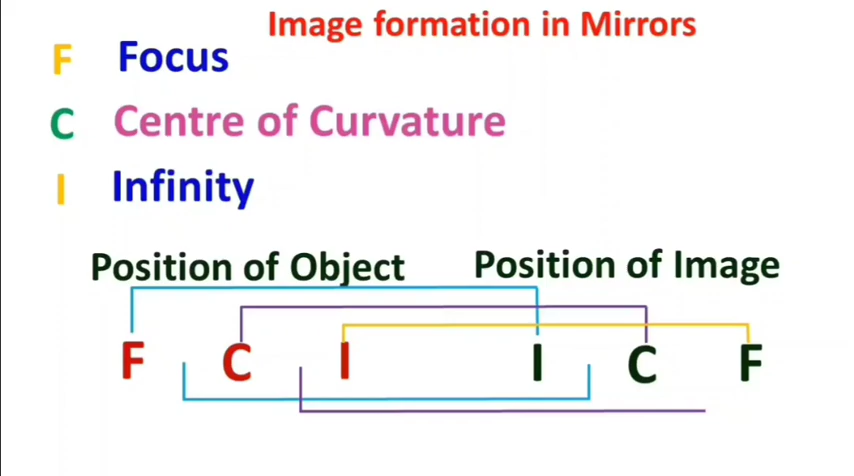 Image formation in Mirrors
F Focus
C Centre of Curvature
I Infinity
Position of Object Position of Image
F C I I C F